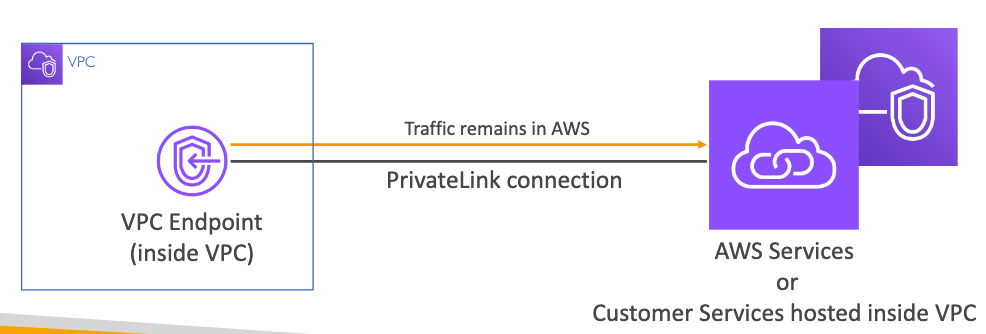 VPC
Traffic remains in AWS
PrivateLink connection
VPC Endpoint
(inside VPC)
AWS Services
or
Customer Services hosted inside VPC